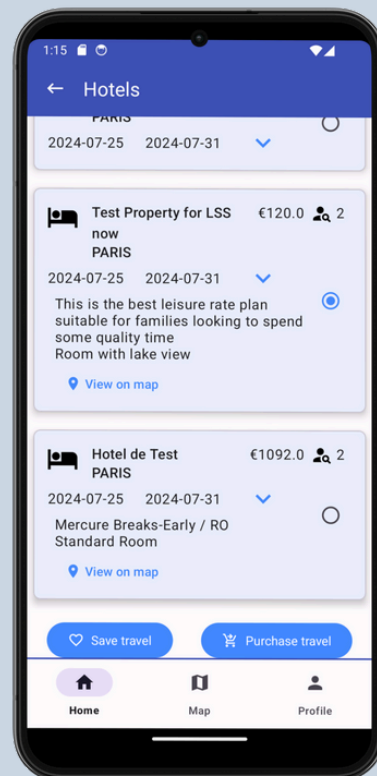 1:15
Hotels
PARIS
2024-07-25 2024-07-31
Test Property for LSS €120.0 2
now
PARIS
2024-07-25 2024-07-31
This is the best leisure rate plan
suitable for families looking to spend
some quality time
Room with lake view
View on map
Hotel de Test €1092.0 2
PARIS
2024-07-25 2024-07-31
Mercure Breaks-Early / RO
Standard Room
View on map
Save travel Purchase travel
Home Map Profile